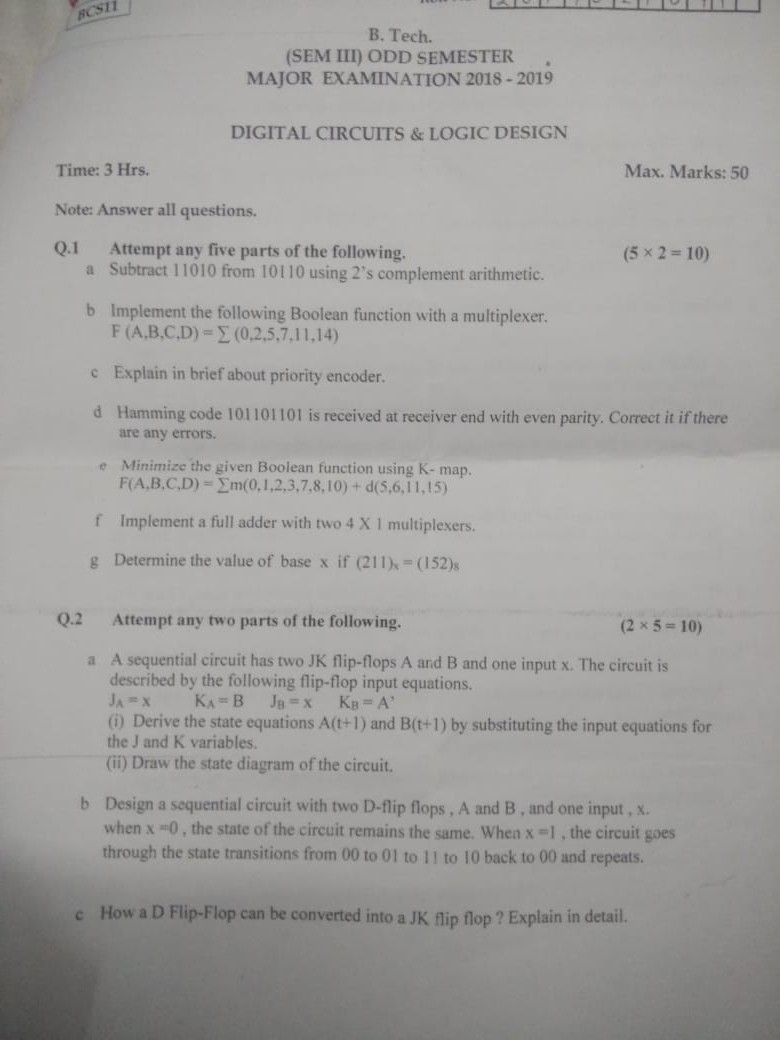 BCS11
B. Tech.
(SEM III) ODD SEMESTER
MAJOR EXAMINATION 2018 - 2019
DIGITAL CIRCUITS & LOGIC DESIGN
Time: 3 Hrs. Max. Marks: 50
Note: Answer all questions.
Q.1 Attempt any five parts of the following. (5 × 2 = 10)
a Subtract 11010 from 10110 using 2's complement arithmetic.
b Implement the following Boolean function with a multiplexer.
F (A,B,C,D) = ∑ (0,2,5,7,11,14)
c Explain in brief about priority encoder.
d Hamming code 101101101 is received at receiver end with even parity. Correct it if there
are any errors.
e Minimize the given Boolean function using K- map.
F(A,B,C,D) = ∑m(0,1,2,3,7,8,10) + d(5,6,11,15)
f Implement a full adder with two 4 X 1 multiplexers.
g Determine the value of base x if (211)ₓ = (152)₈
Q.2 Attempt any two parts of the following. (2 × 5 = 10)
a A sequential circuit has two JK flip-flops A and B and one input x. The circuit is
described by the following flip-flop input equations.
J_A = x K_A = B J_B = x K_B = A'
(i) Derive the state equations A(t+1) and B(t+1) by substituting the input equations for
the J and K variables.
(ii) Draw the state diagram of the circuit.
b Design a sequential circuit with two D-flip flops , A and B , and one input , x.
when x =0 , the state of the circuit remains the same. When x =1 , the circuit goes
through the state transitions from 00 to 01 to 11 to 10 back to 00 and repeats.
c How a D Flip-Flop can be converted into a JK flip flop ? Explain in detail.